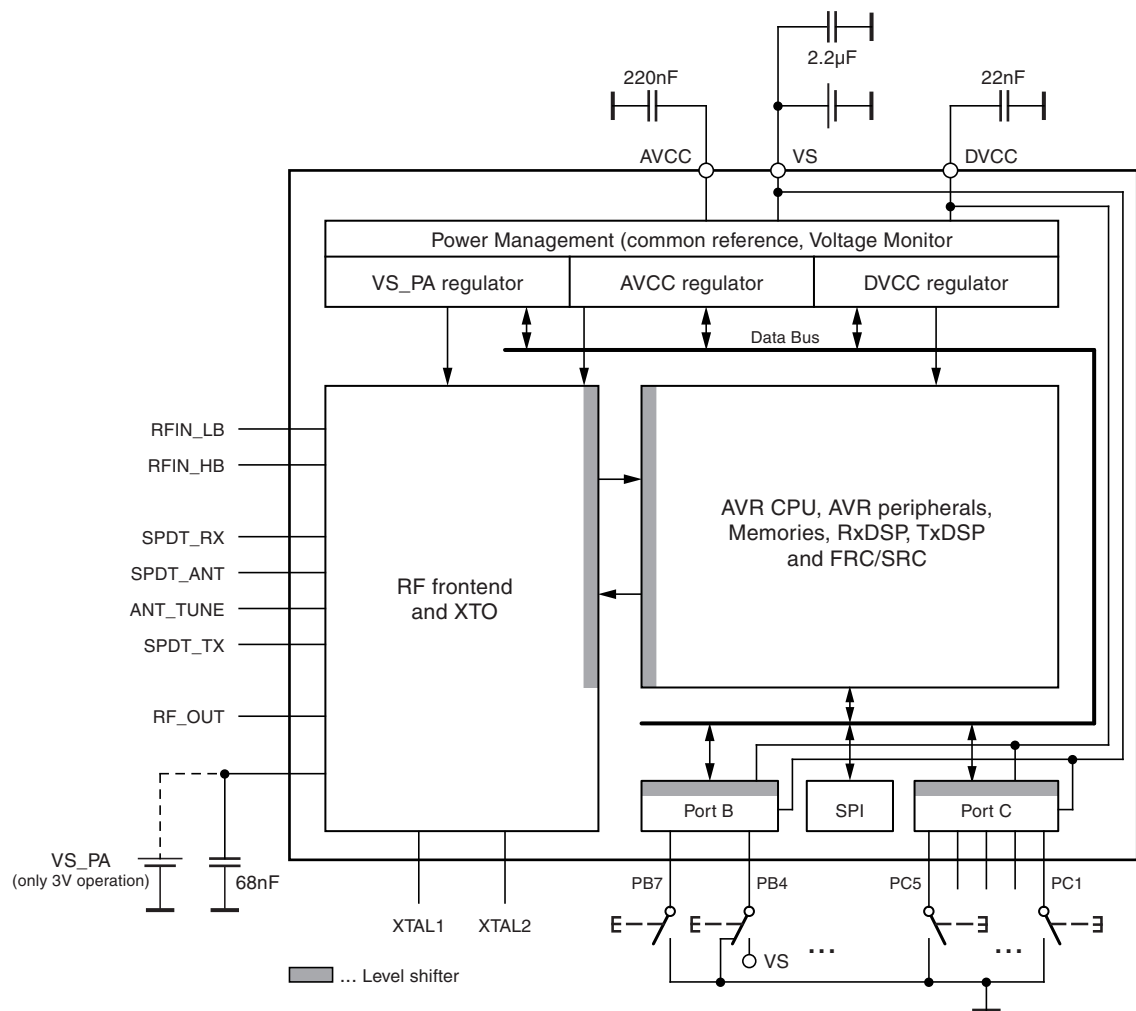 2.2µF
220nF
22nF
AVCC
VS
DVCC
Power Management (common reference, Voltage Monitor
VS_PA regulator
AVCC regulator
DVCC regulator
Data Bus
RFIN_LB
RFIN_HB
SPDT_RX
SPDT_ANT
ANT_TUNE
SPDT_TX
RF_OUT
RF frontend
and XTO
AVR CPU, AVR peripherals,
Memories, RxDSP, TxDSP
and FRC/SRC
Port B
SPI
Port C
VS_PA
(only 3V operation)
68nF
XTAL1
XTAL2
PB7
PB4
PC5
PC1
VS
...
...
... Level shifter